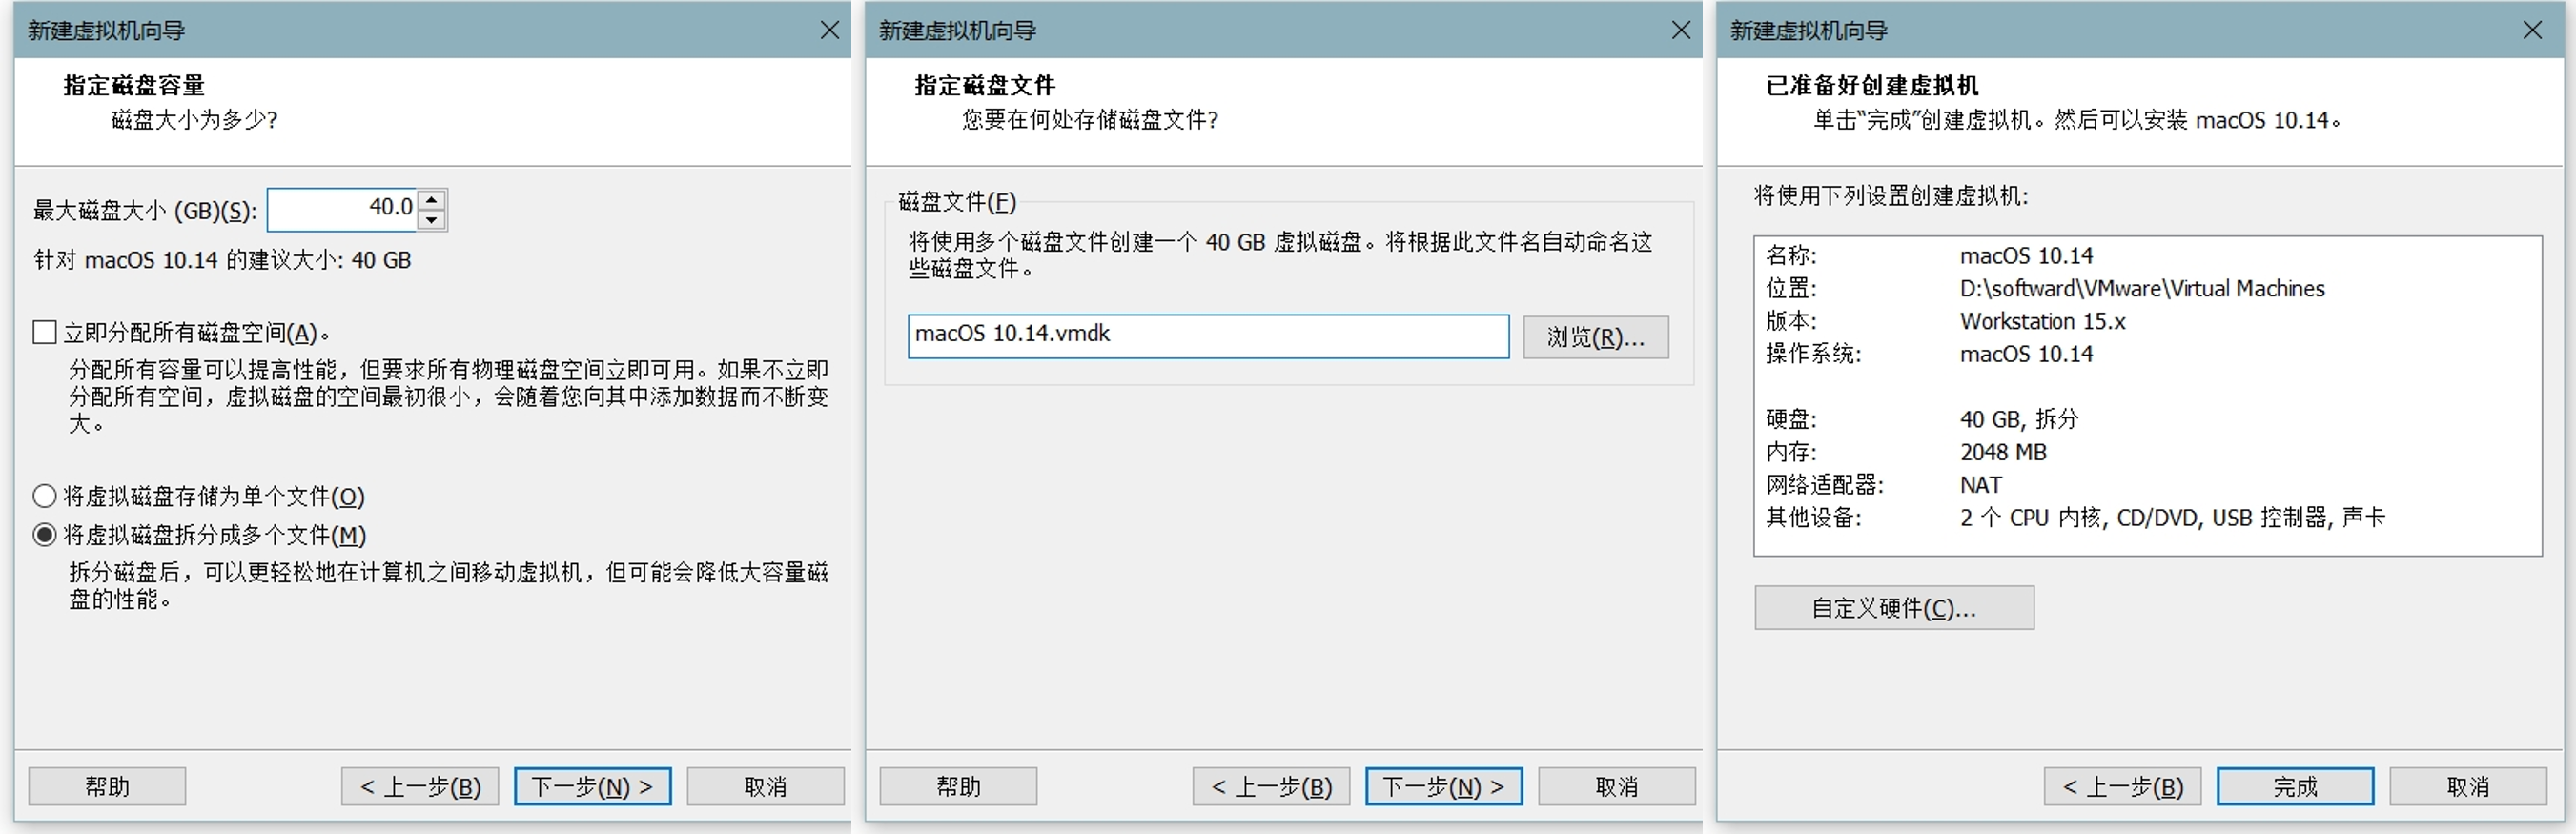 新建虚拟机向导
指定磁盘容量
磁盘大小为多少?
最大磁盘大小 (GB)(S): 40.0
针对 macOS 10.14 的建议大小: 40 GB
立即分配所有磁盘空间(A)。
分配所有容量可以提高性能，但要求所有物理磁盘空间立即可用。如果不立即
分配所有空间，虚拟磁盘的空间最初很小，会随着您向其中添加数据而不断变
大。
将虚拟磁盘存储为单个文件(O)
将虚拟磁盘拆分成多个文件(M)
拆分磁盘后，可以更轻松地在计算机之间移动虚拟机，但可能会降低大容量磁
盘的性能。
帮助 < 上一步(B) 下一步(N) > 取消
新建虚拟机向导
指定磁盘文件
您要在何处存储磁盘文件?
磁盘文件(F)
将使用多个磁盘文件创建一个 40 GB 虚拟磁盘。将根据此文件名自动命名这
些磁盘文件。
macOS 10.14.vmdk 浏览(R)...
帮助 < 上一步(B) 下一步(N) > 取消
新建虚拟机向导
已准备好创建虚拟机
单击“完成”创建虚拟机。然后可以安装 macOS 10.14。
将使用下列设置创建虚拟机:
名称: macOS 10.14
位置: D:\softward\VMware\Virtual Machines
版本: Workstation 15.x
操作系统: macOS 10.14
硬盘: 40 GB, 拆分
内存: 2048 MB
网络适配器: NAT
其他设备: 2 个 CPU 内核, CD/DVD, USB 控制器, 声卡
自定义硬件(C)...
< 上一步(B) 完成 取消